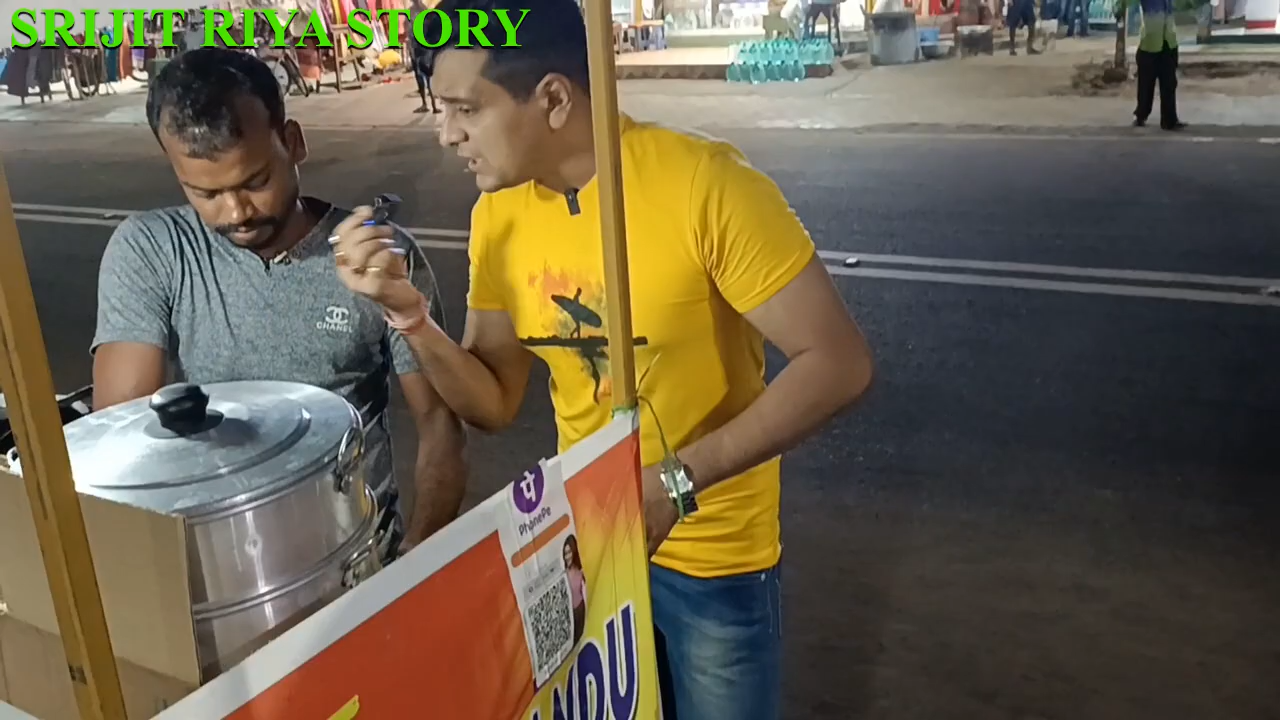 SRIJIT RIYA STORY
CHANEL
पे
PhonePe
NDU